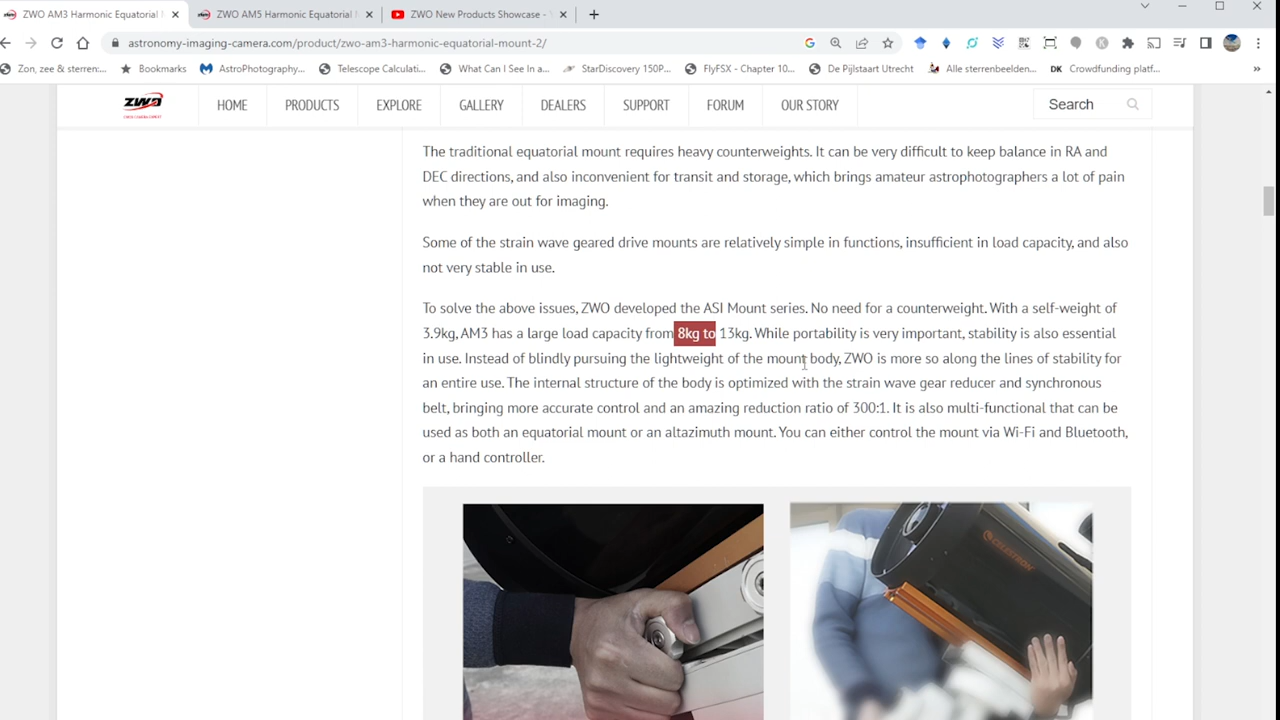 ZWO AM3 Harmonic Equatorial
ZWO AM5 Harmonic Equatorial
ZWO New Products Showcase -
astronomy-imaging-camera.com/product/zwo-am3-harmonic-equatorial-mount-2/
Zon, zee & sterren:...
Bookmarks
AstroPhotography...
Telescope Calculati...
What Can I See In a...
StarDiscovery 150P...
FlyFSX - Chapter 10...
De Pijlstaart Utrecht
Alle sterrenbeelden...
DK Crowdfunding platf...
ZWO
HOME
PRODUCTS
EXPLORE
GALLERY
DEALERS
SUPPORT
FORUM
OUR STORY
Search
The traditional equatorial mount requires heavy counterweights. It can be very difficult to keep balance in RA and
DEC directions, and also inconvenient for transit and storage, which brings amateur astrophotographers a lot of pain
when they are out for imaging.
Some of the strain wave geared drive mounts are relatively simple in functions, insufficient in load capacity, and also
not very stable in use.
To solve the above issues, ZWO developed the ASI Mount series. No need for a counterweight. With a self-weight of
3.9kg, AM3 has a large load capacity from 8kg to 13kg. While portability is very important, stability is also essential
in use. Instead of blindly pursuing the lightweight of the mount body, ZWO is more so along the lines of stability for
an entire use. The internal structure of the body is optimized with the strain wave gear reducer and synchronous
belt, bringing more accurate control and an amazing reduction ratio of 300:1. It is also multi-functional that can be
used as both an equatorial mount or an altazimuth mount. You can either control the mount via Wi-Fi and Bluetooth,
or a hand controller.
CELESTRON